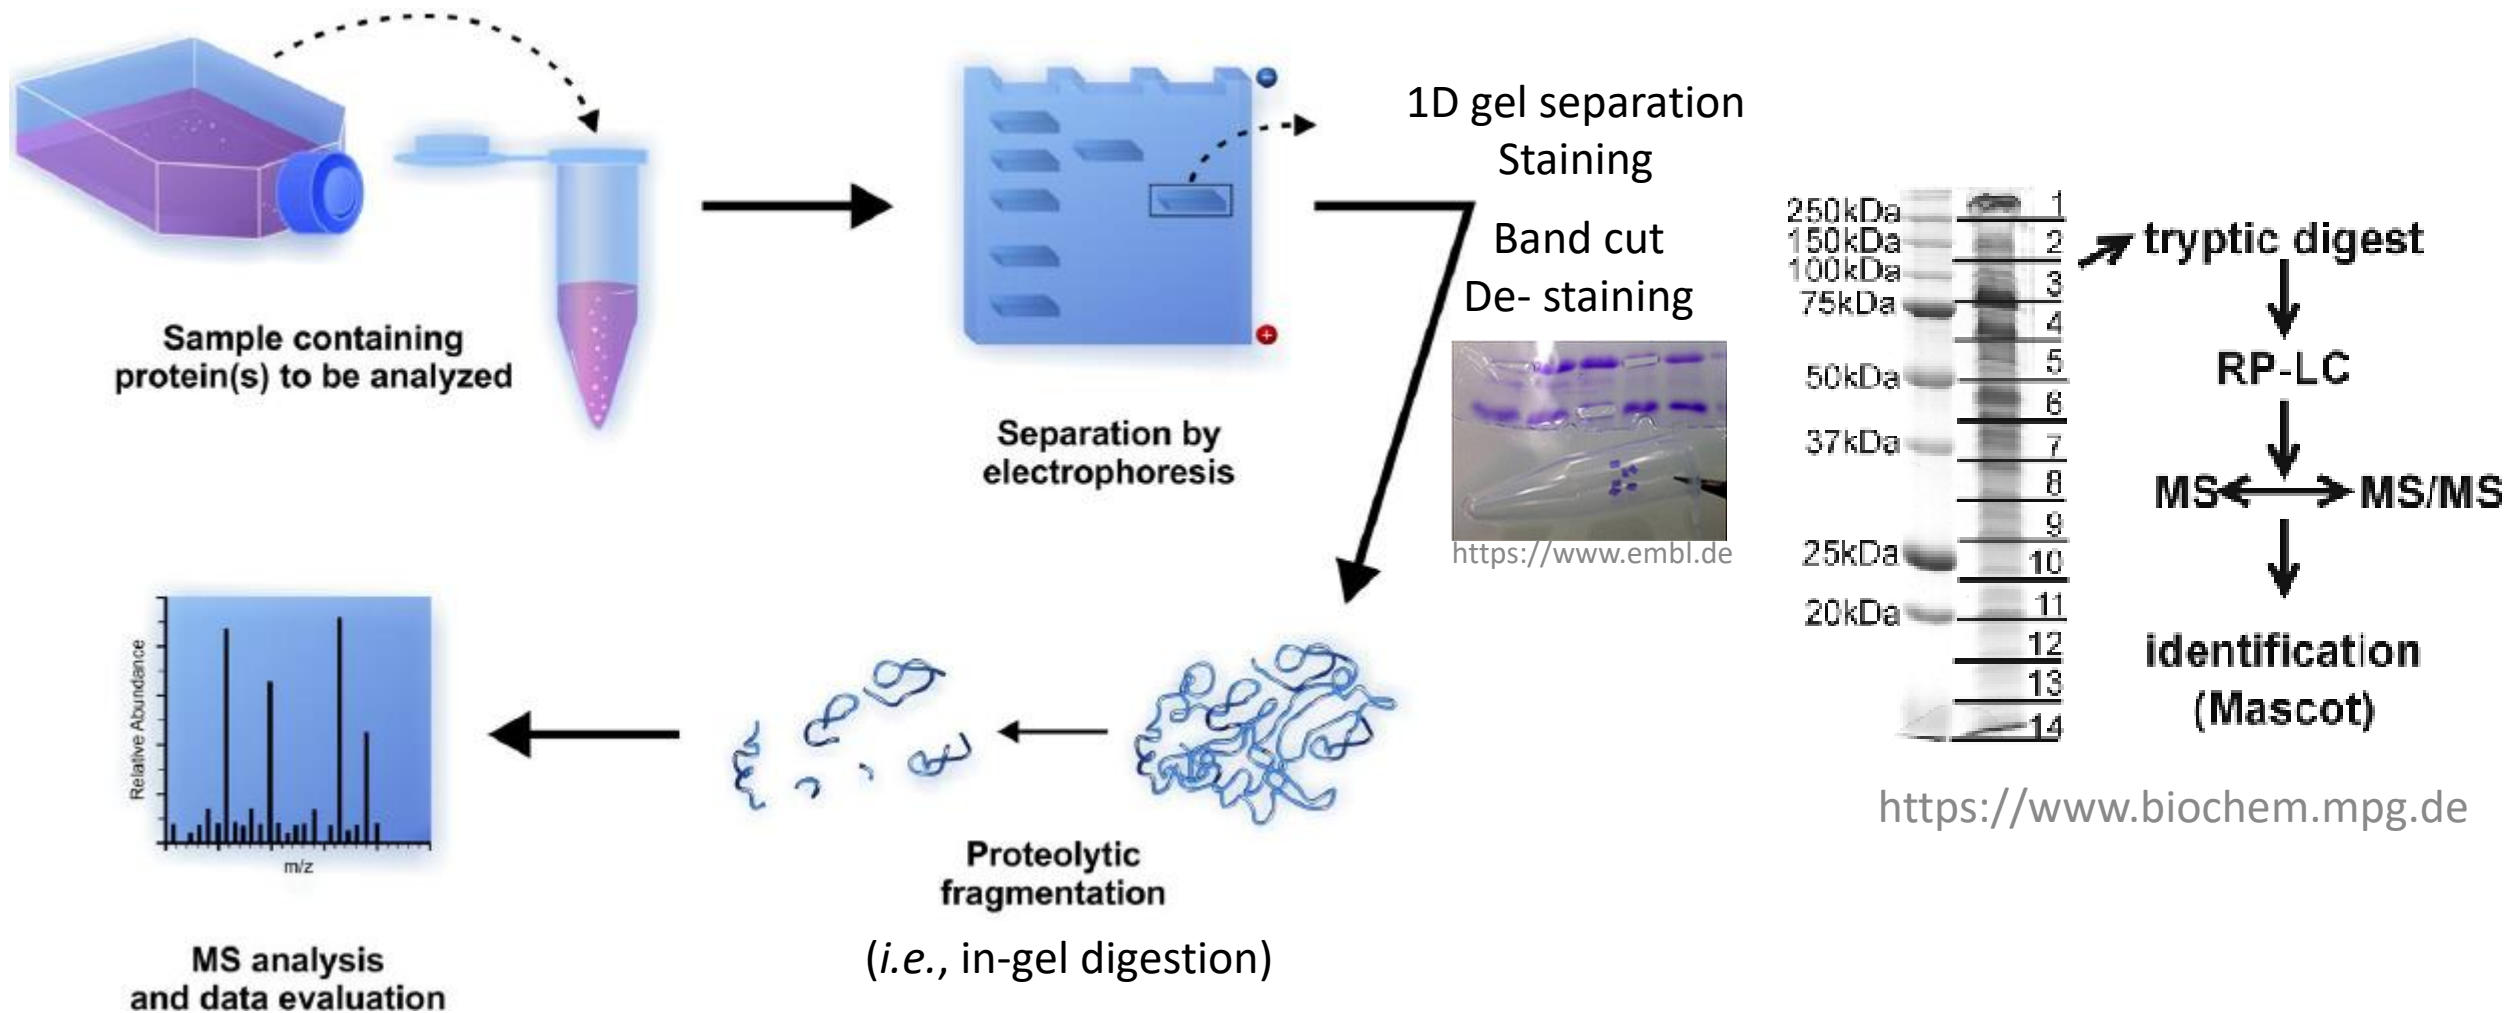 Sample containing
protein(s) to be analyzed
Separation by
electrophoresis
1D gel separation
Staining
Band cut
De- staining
https://www.embl.de
Proteolytic
fragmentation
(i.e., in-gel digestion)
Relative Abundance
m/z
MS analysis
and data evaluation
250kDa
150kDa
100kDa
75kDa
50kDa
37kDa
25kDa
20kDa
1
2
3
4
5
6
7
8
9
10
11
12
13
14
tryptic digest
RP-LC
MS MS/MS
identification
(Mascot)
https://www.biochem.mpg.de